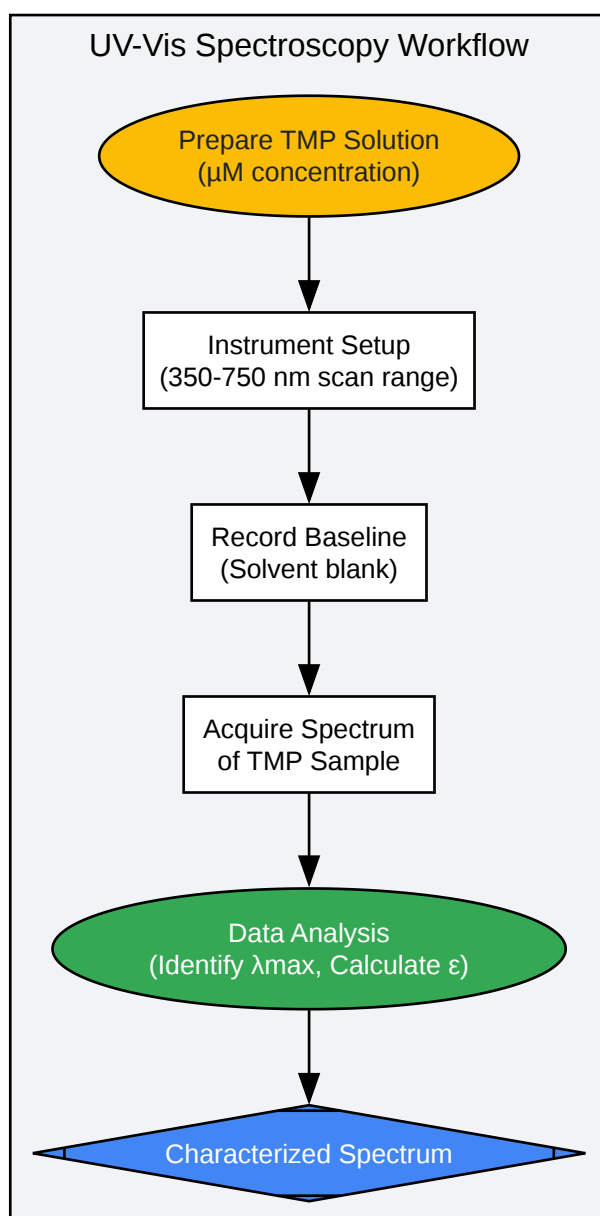 UV-Vis Spectroscopy Workflow
Prepare TMP Solution
(µM concentration)
Instrument Setup
(350-750 nm scan range)
Record Baseline
(Solvent blank)
Acquire Spectrum
of TMP Sample
Data Analysis
(Identify λmax, Calculate ε)
Characterized Spectrum